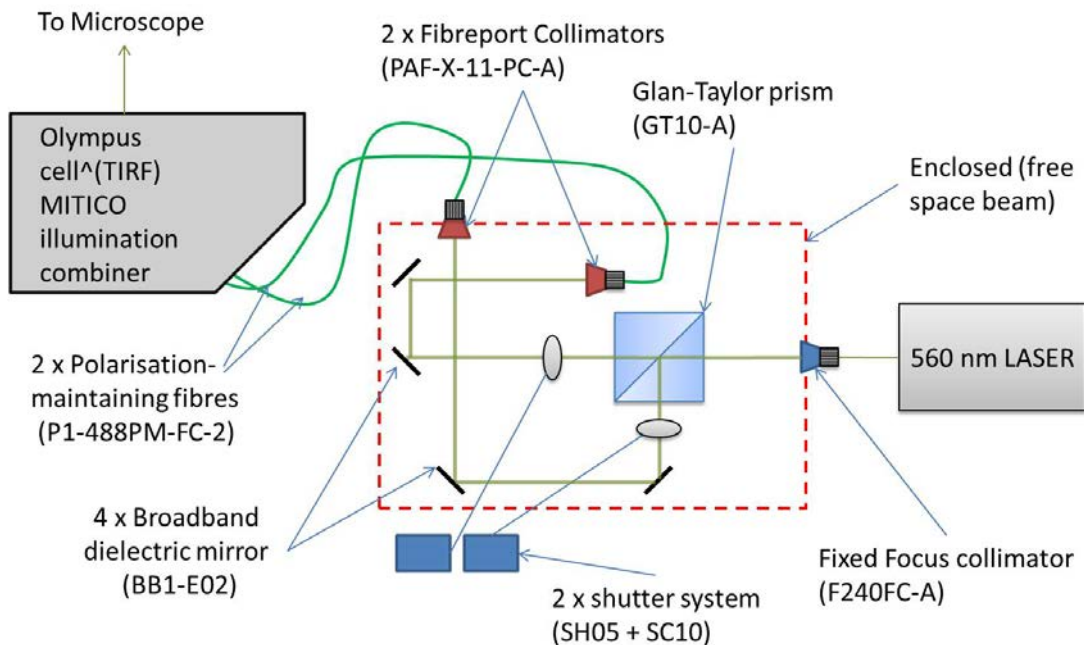 To Microscope
2 x Fibreport Collimators
(PAF-X-11-PC-A)
Glan-Taylor prism
(GT10-A)
Olympus
cell^(TIRF)
MITICO
illumination
combiner
Enclosed (free
space beam)
560 nm LASER
2 x Polarisation-
maintaining fibres
(P1-488PM-FC-2)
4 x Broadband
dielectric mirror
(BB1-E02)
2 x shutter system
(SH05 + SC10)
Fixed Focus collimator
(F240FC-A)